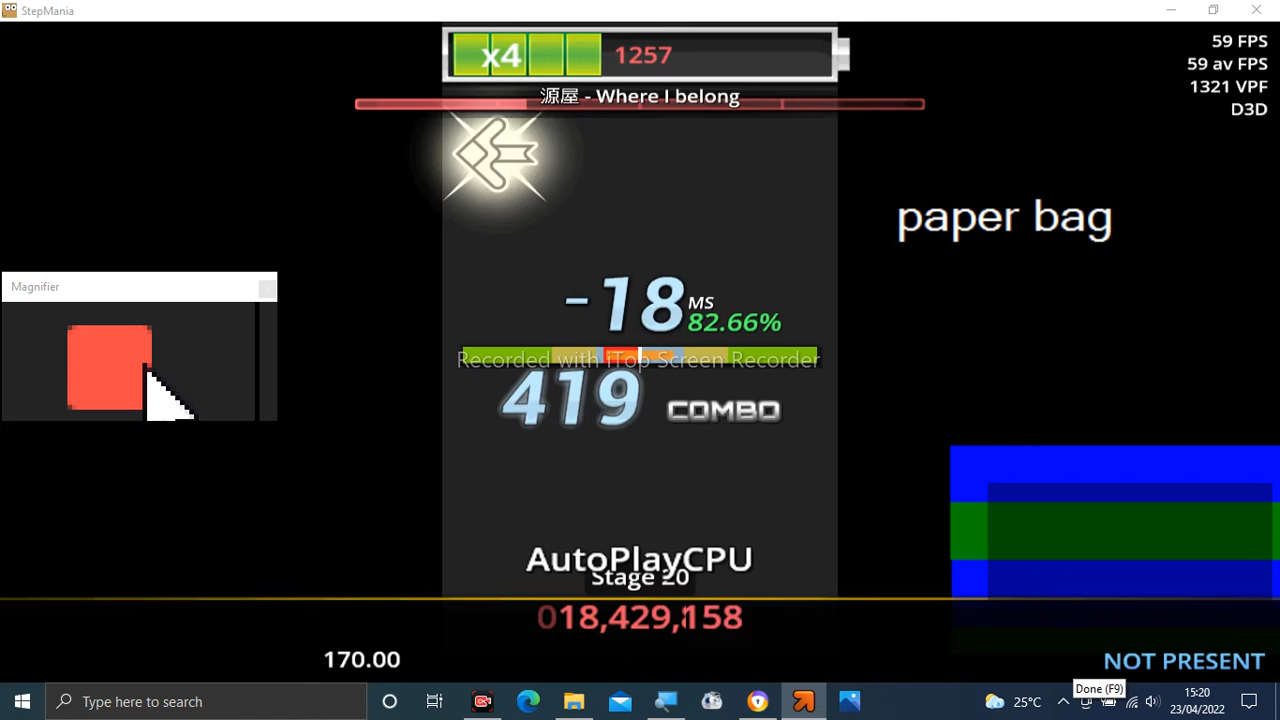 StepMania
59 FPS
59 av FPS
1321 VPF
D3D
x4
1257
源屋 - Where I belong
paper bag
Magnifier
-18 MS
82.66%
Recorded with iTop Screen Recorder
419 COMBO
AutoPlayCPU
Stage 20
018,429,158
170.00
NOT PRESENT
Done (F9)
Type here to search
25°C
15:20
23/04/2022